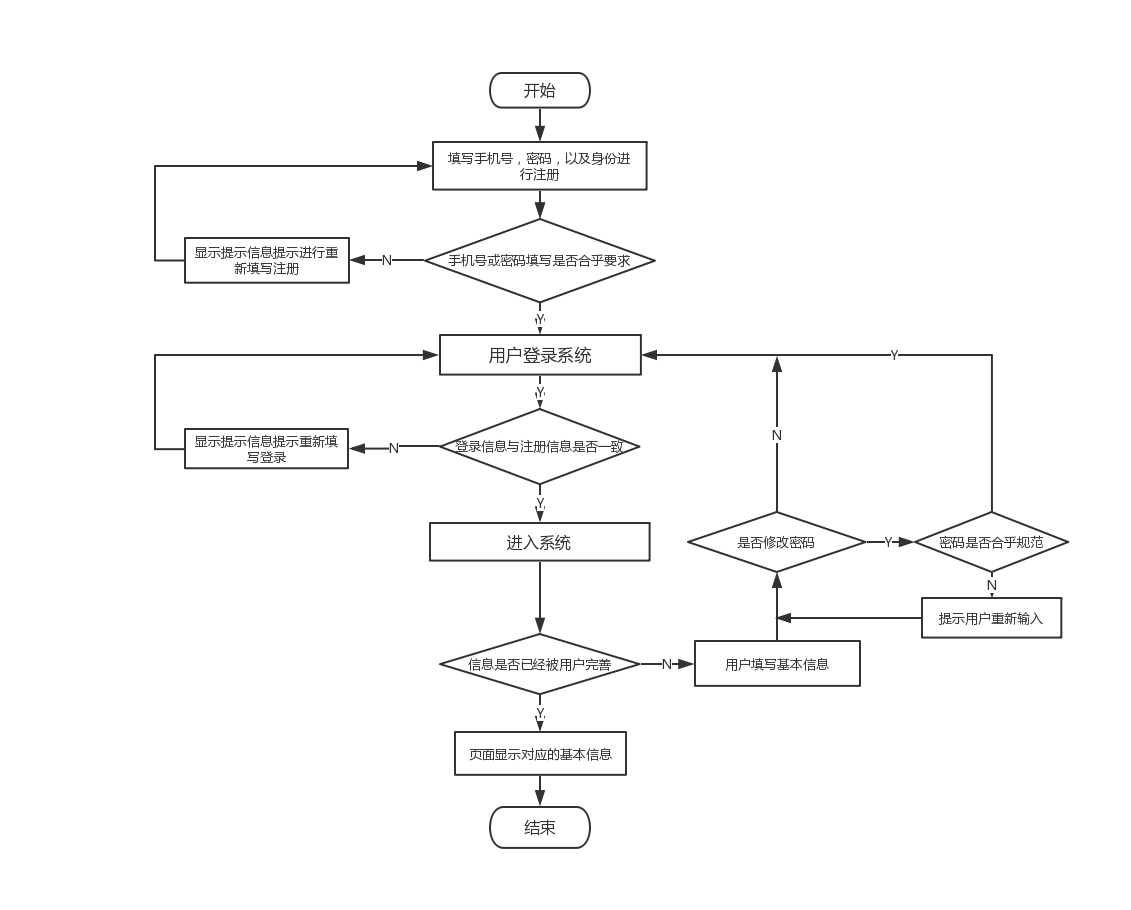 开始
填写手机号，密码，以及身份进
行注册
显示提示信息提示进行重
新填写注册
N
手机号或密码填写是否合乎要求
Y
用户登录系统
Y
Y
显示提示信息提示重新填
写登录
N
登录信息与注册信息是否一致
N
Y
进入系统
是否修改密码
Y
密码是否合乎规范
N
提示用户重新输入
信息是否已经被用户完善
N
用户填写基本信息
Y
页面显示对应的基本信息
结束